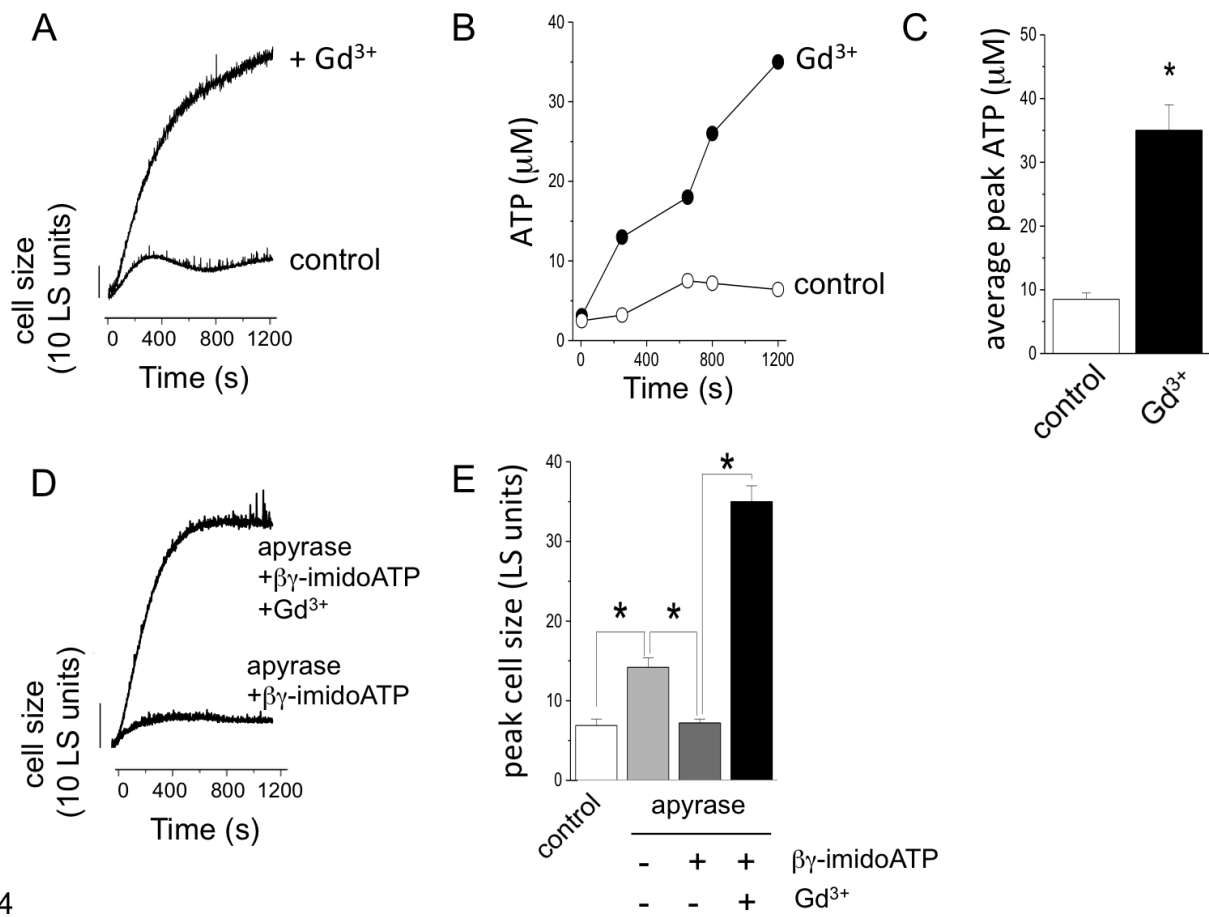 A
+ Gd³⁺
control
cell size
(10 LS units)
0 400 800 1200
Time (s)
B
40
30
20
10
0
ATP (μM)
Gd³⁺
control
0 400 800 1200
Time (s)
C
50
40
30
20
10
0
average peak ATP (μM)
*
control
Gd³⁺
D
apyrase
+βγ-imidoATP
+Gd³⁺
apyrase
+βγ-imidoATP
cell size
(10 LS units)
0 400 800 1200
Time (s)
E
40
30
20
10
0
peak cell size (LS units)
* * *
control
apyrase
- + + βγ-imidoATP
- - + Gd³⁺
4